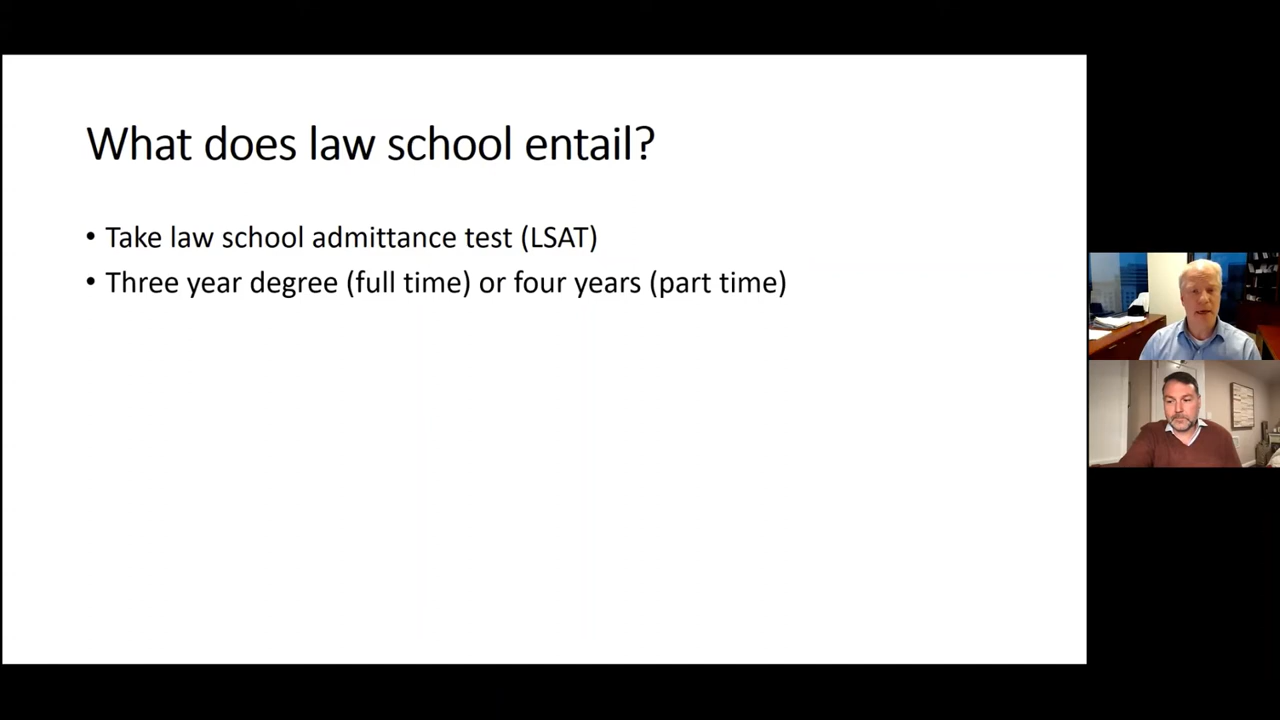 What does law school entail?
• Take law school admittance test (LSAT)
• Three year degree (full time) or four years (part time)